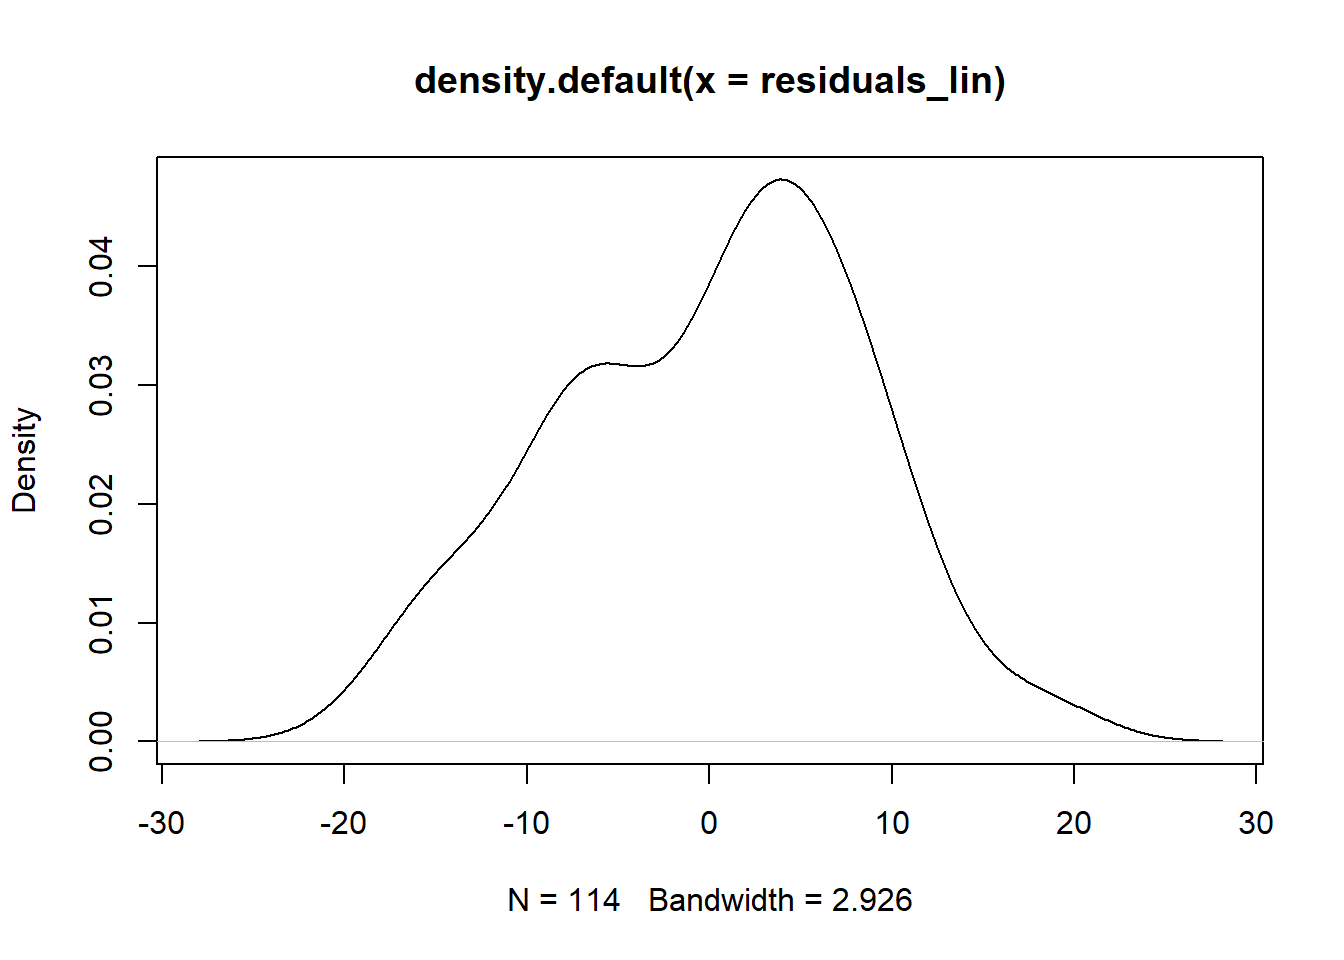 density.default(x = residuals_lin)
Density
0.04
0.03
0.02
0.01
0.00
-30 -20 -10 0 10 20 30
N = 114 Bandwidth = 2.926